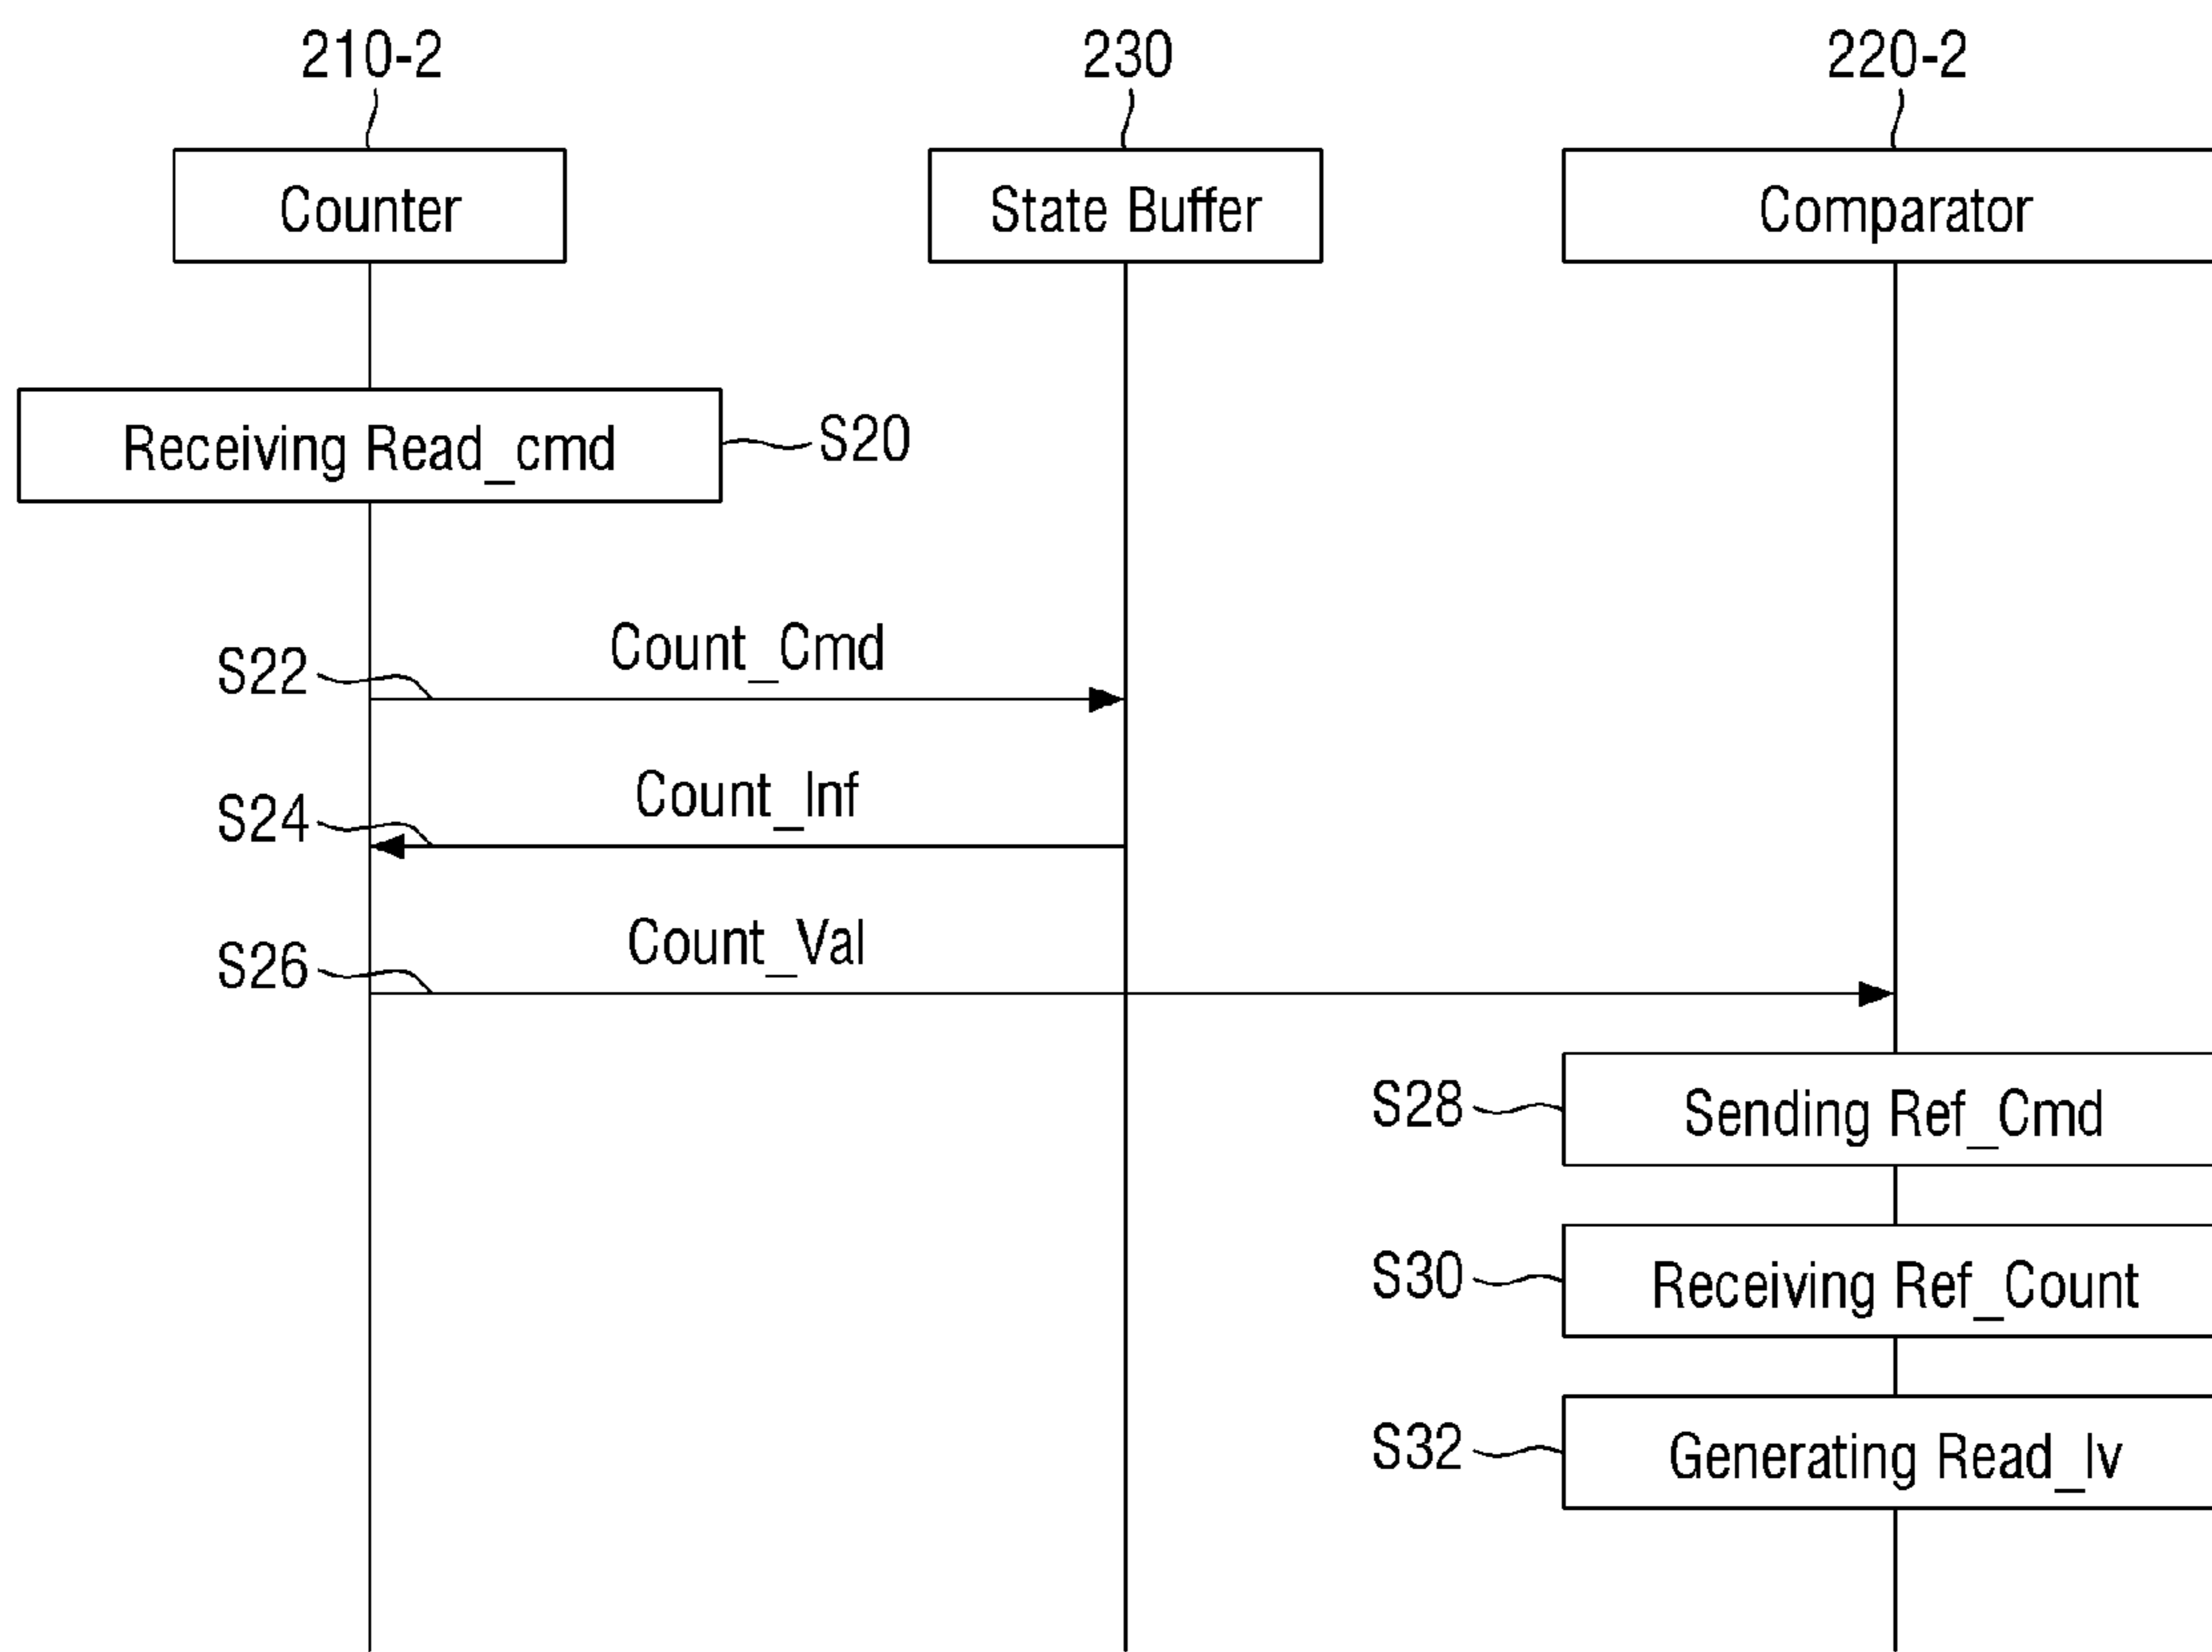 210-2
230
220-2
Counter
State Buffer
Comparator
Receiving Read_cmd
S20
Count_Cmd
S22
Count_Inf
S24
Count_Val
S26
S28
Sending Ref_Cmd
S30
Receiving Ref_Count
S32
Generating Read_lv